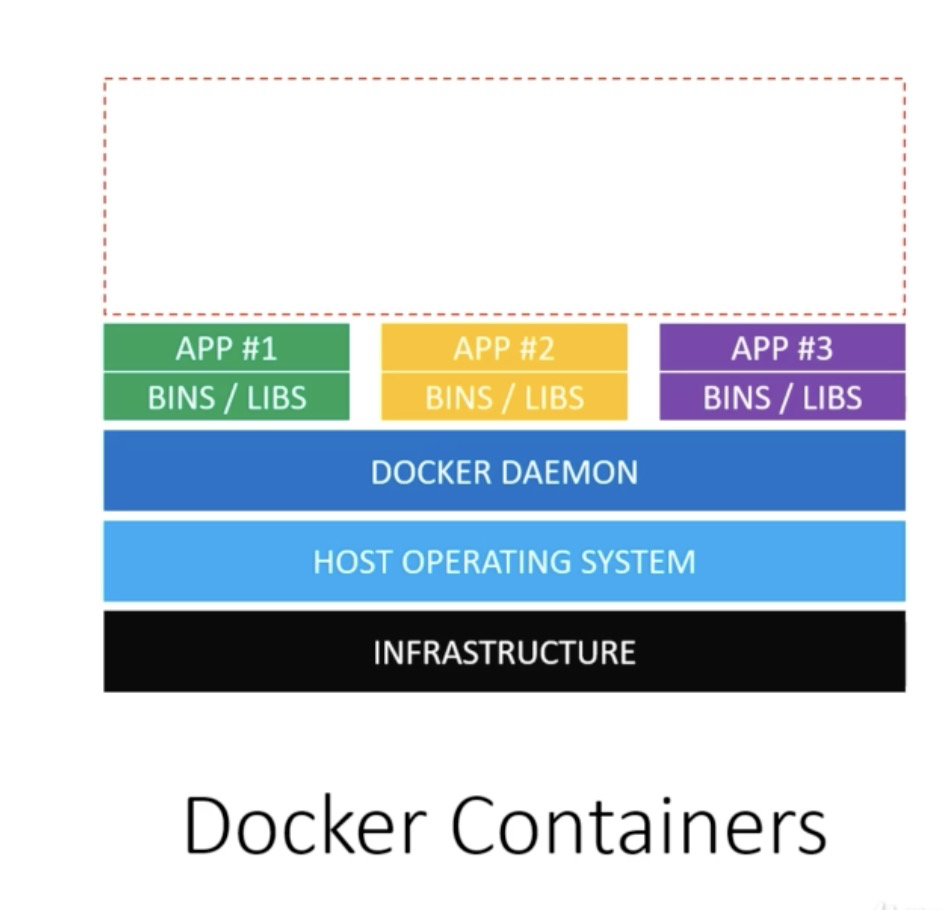 APP #1
APP #2
APP #3
BINS / LIBS
BINS / LIBS
BINS / LIBS
DOCKER DAEMON
HOST OPERATING SYSTEM
INFRASTRUCTURE
Docker Containers